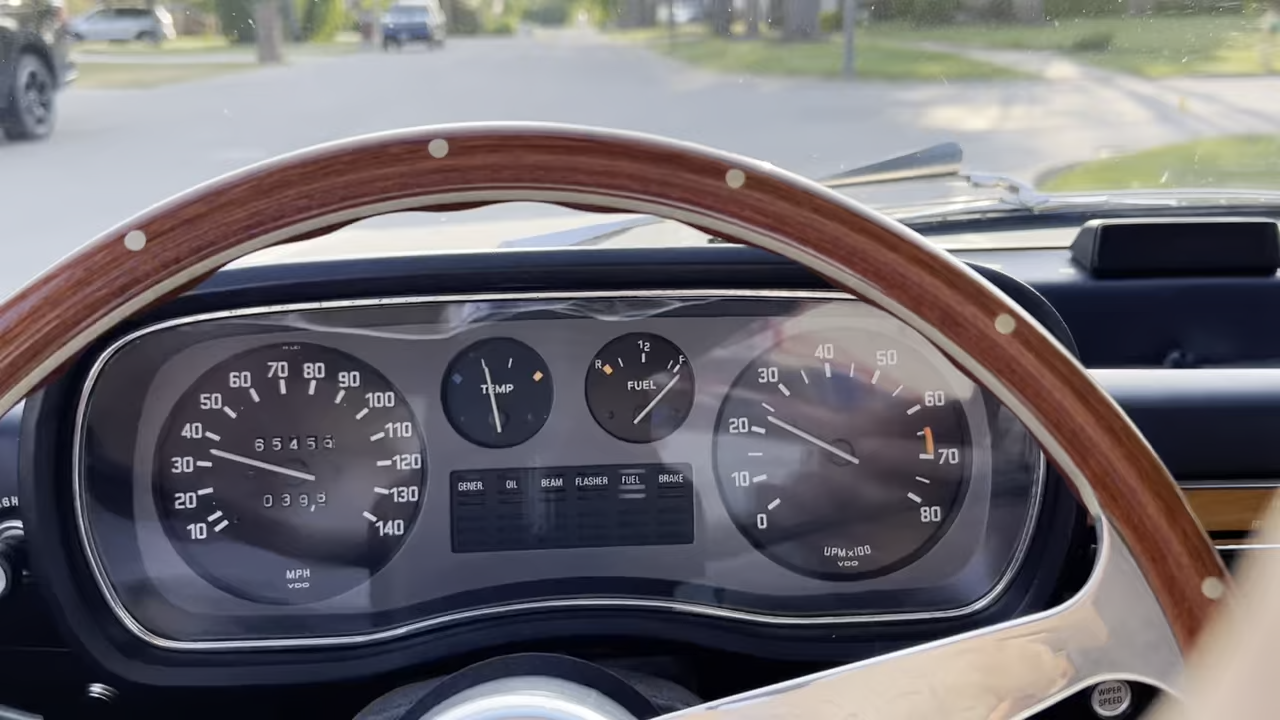 10 20 30 40 50 60 70 80 90 100 110 120 130 140
65459
MPH
VDO
TEMP
R 1/2 F
FUEL
GENER. OIL BEAM FLASHER FUEL BRAKE
0 10 20 30 40 50 60 70 80
UPMx100
VDO
WIPER
SPEED